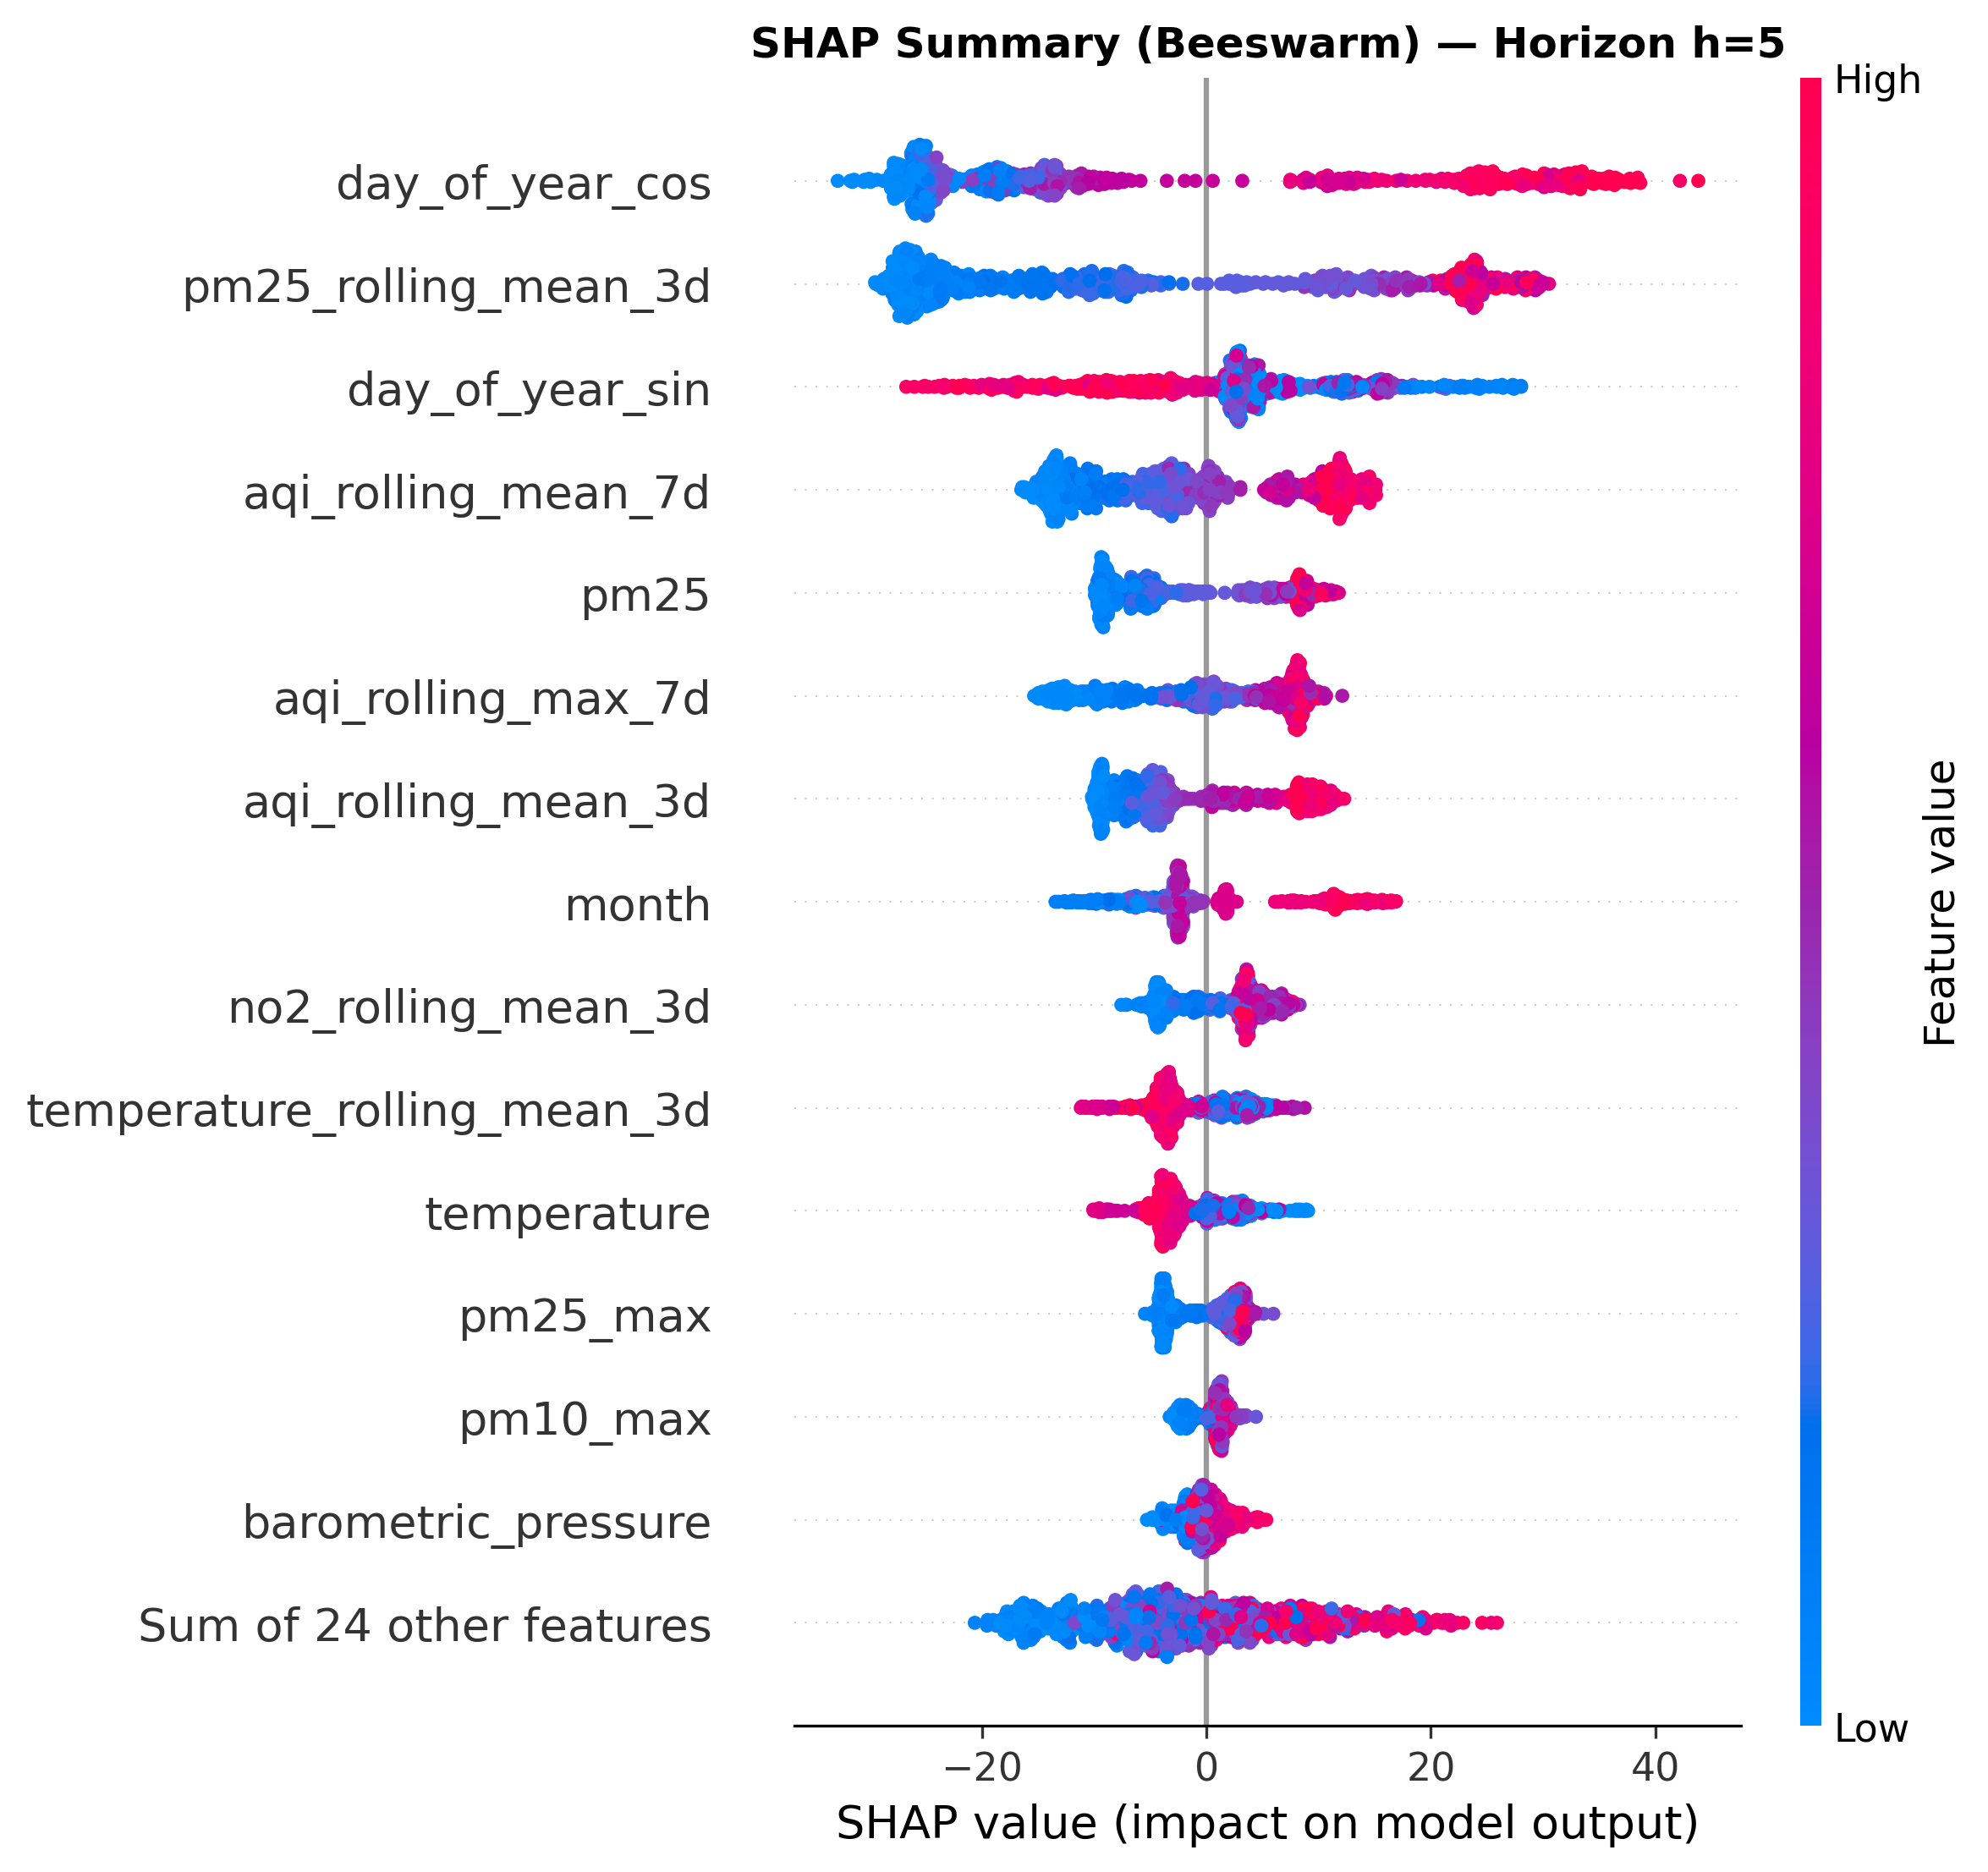 SHAP Summary (Beeswarm) — Horizon h=5
High
day_of_year_cos
pm25_rolling_mean_3d
day_of_year_sin
aqi_rolling_mean_7d
pm25
aqi_rolling_max_7d
aqi_rolling_mean_3d
month
no2_rolling_mean_3d
temperature_rolling_mean_3d
temperature
pm25_max
pm10_max
barometric_pressure
Sum of 24 other features
Feature value
Low
−20 0 20 40
SHAP value (impact on model output)